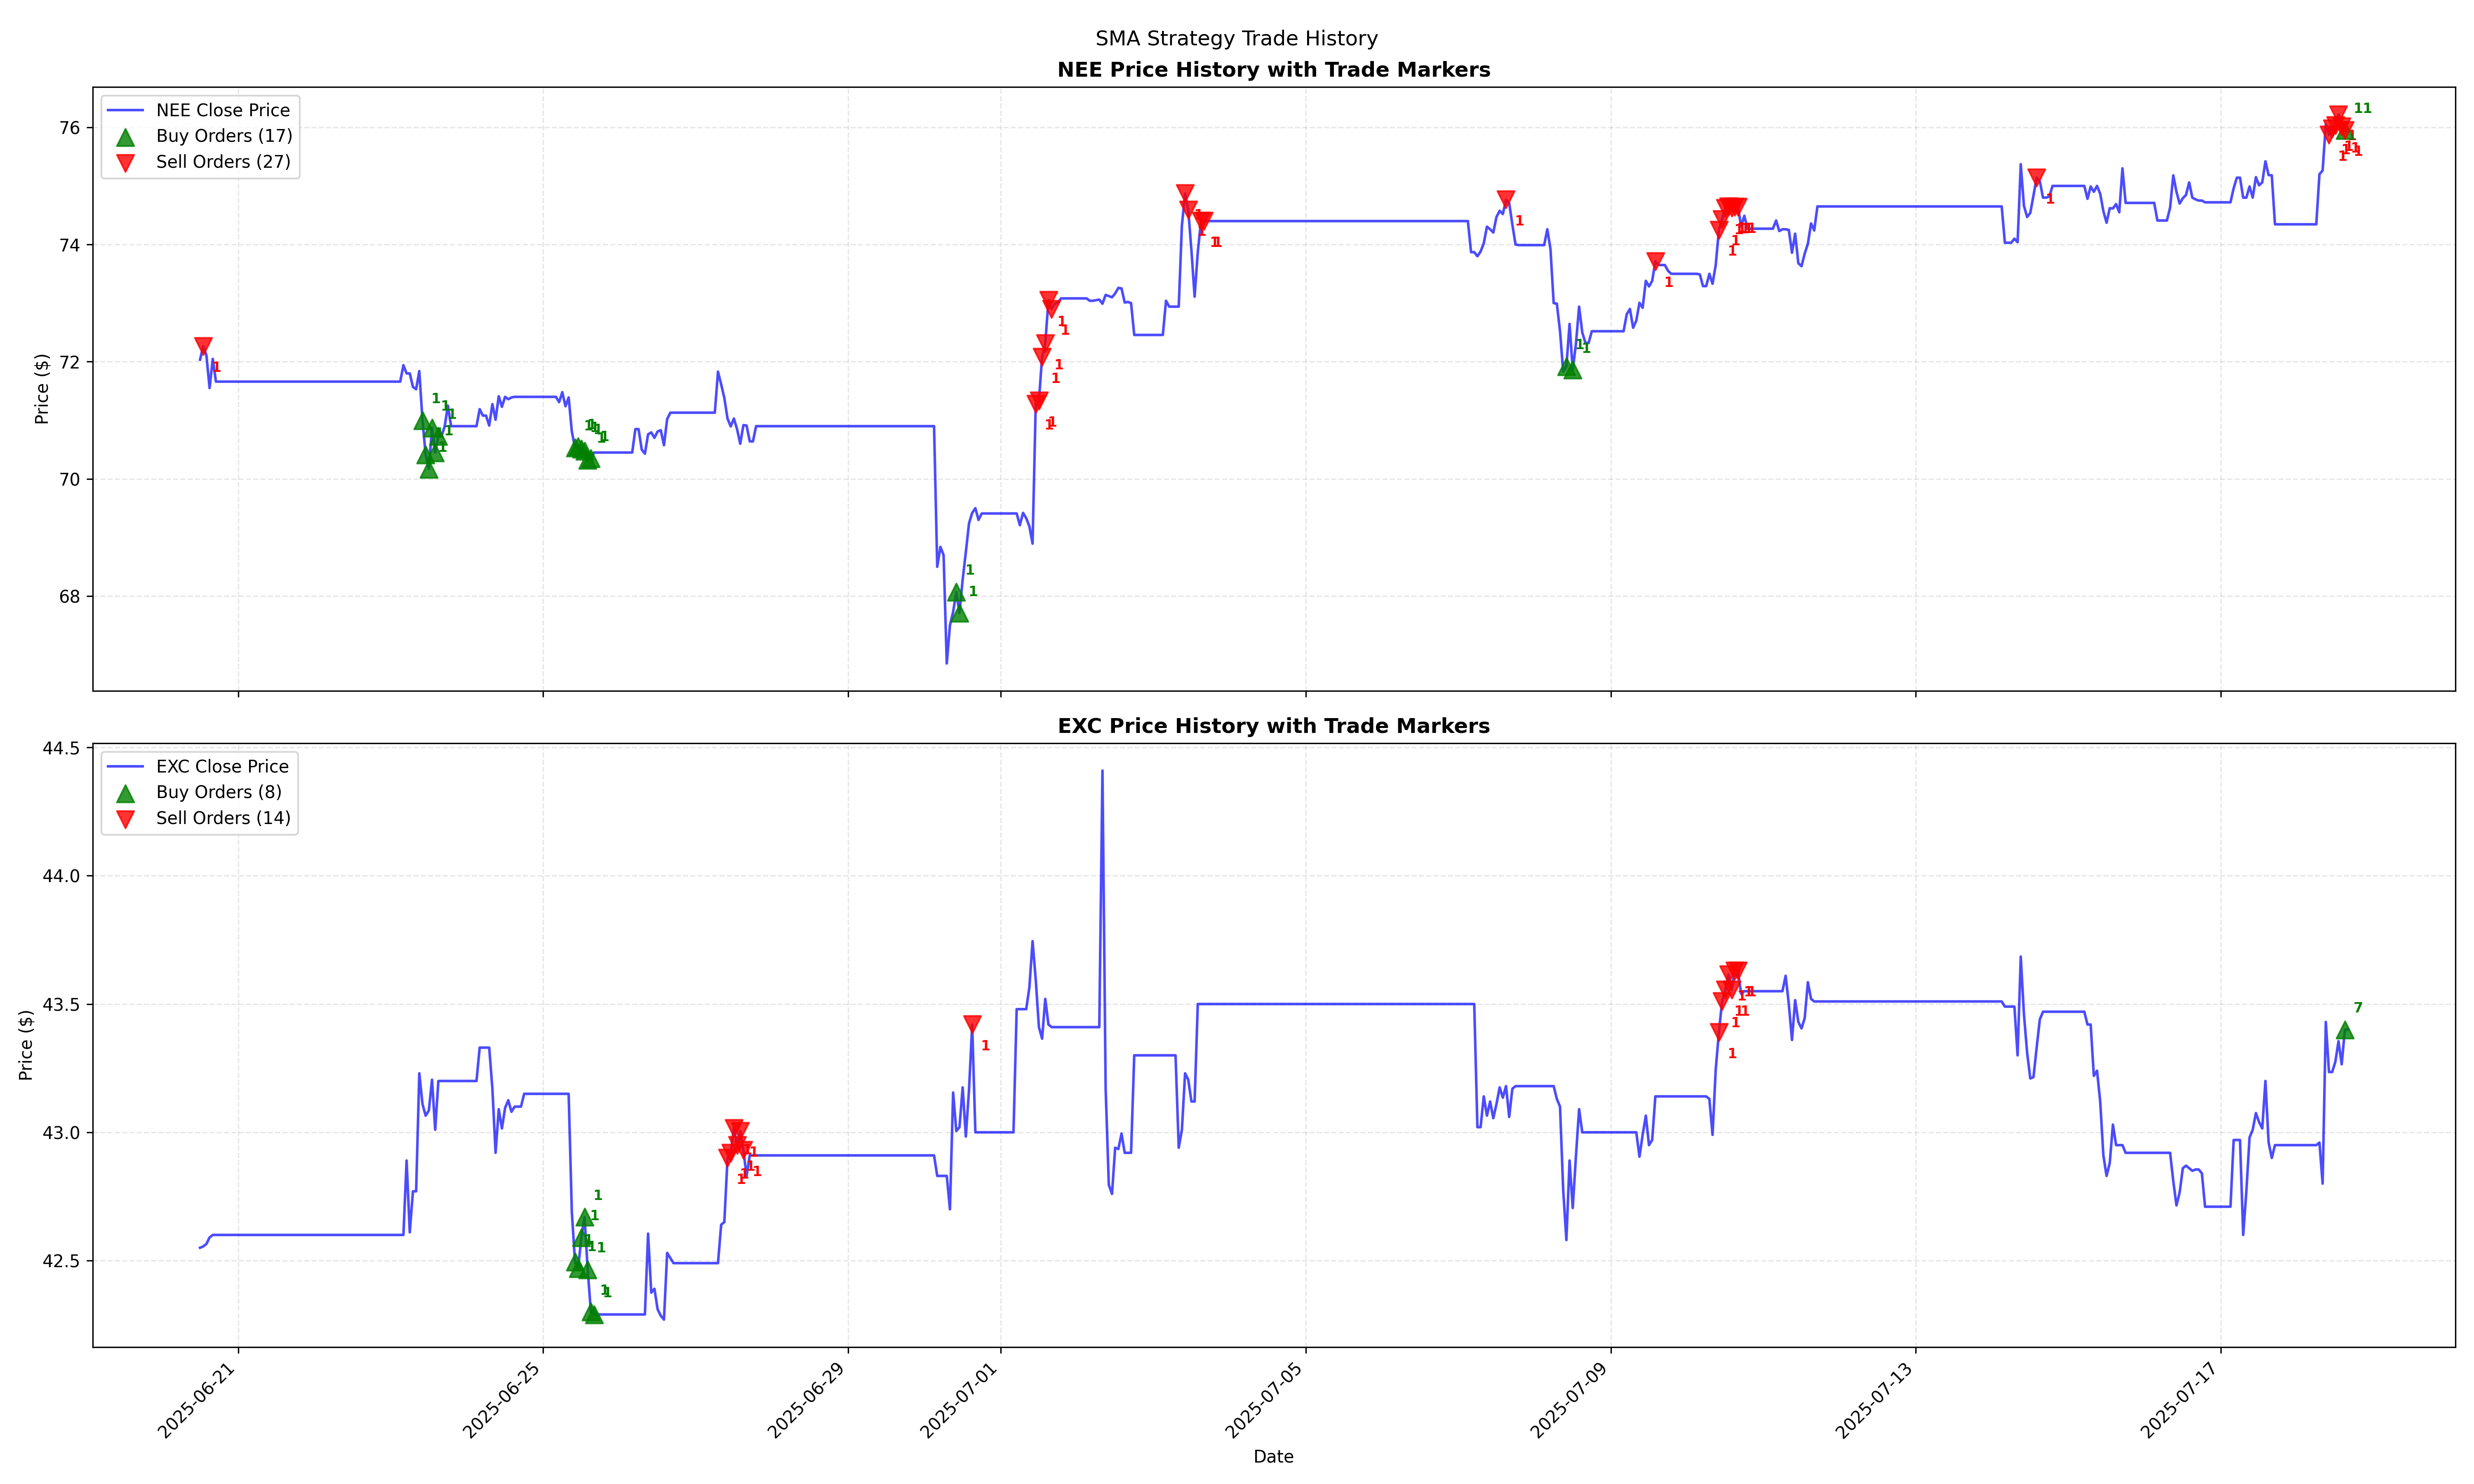 SMA Strategy Trade History
NEE Price History with Trade Markers
NEE Close Price
Buy Orders (17)
Sell Orders (27)
Price ($)
76
74
72
70
68
11
EXC Price History with Trade Markers
EXC Close Price
Buy Orders (8)
Sell Orders (14)
Price ($)
44.5
44.0
43.5
43.0
42.5
7
2025-06-21
2025-06-25
2025-06-29
2025-07-01
2025-07-05
2025-07-09
2025-07-13
2025-07-17
Date